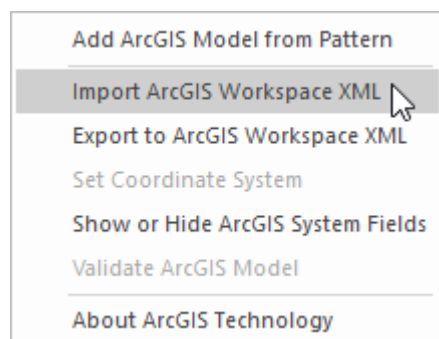 Add ArcGIS Model from Pattern
Import ArcGIS Workspace XML
Export to ArcGIS Workspace XML
Set Coordinate System
Show or Hide ArcGIS System Fields
Validate ArcGIS Model
About ArcGIS Technology